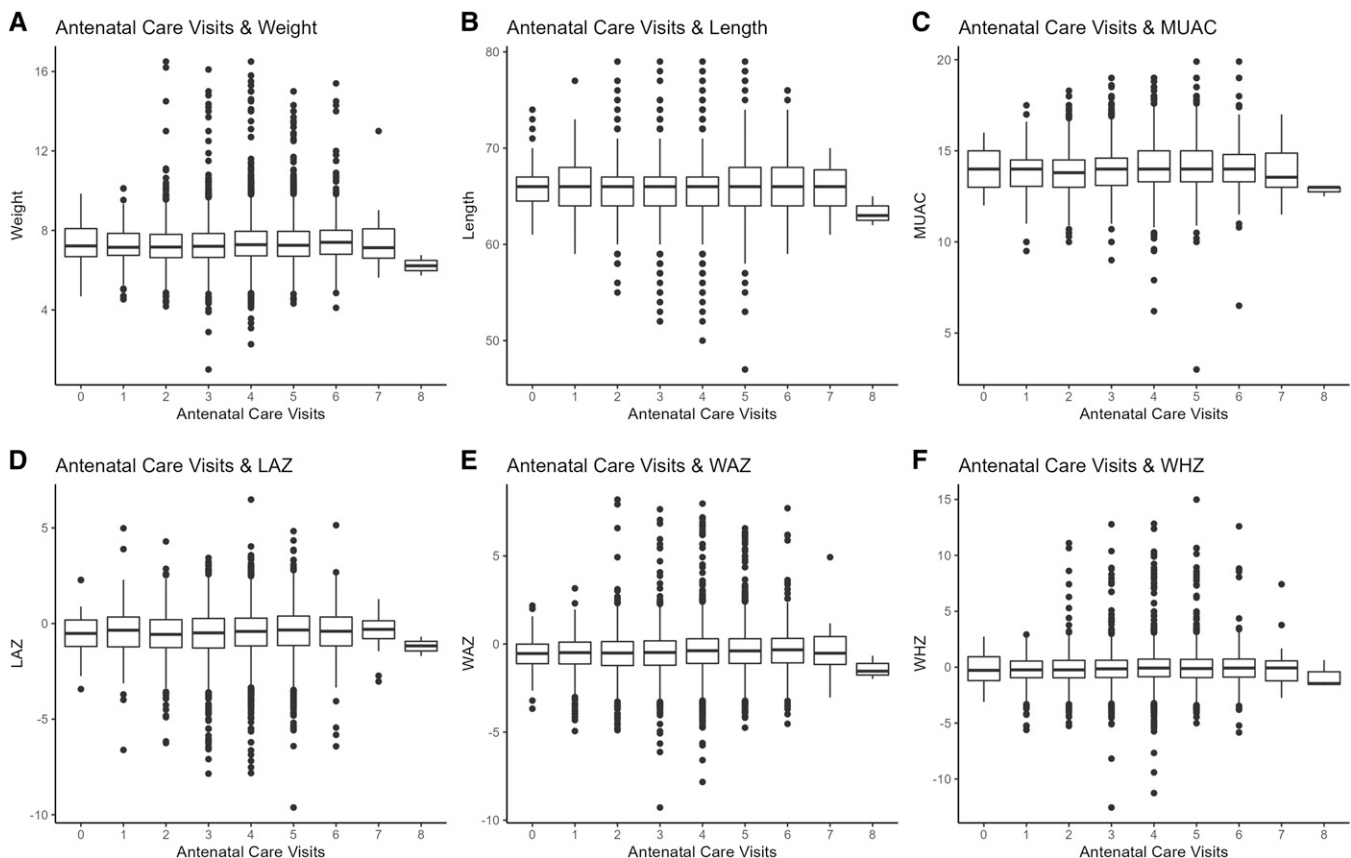 A
Antenatal Care Visits & Weight
16
12
8
4
Weight
0 1 2 3 4 5 6 7 8
Antenatal Care Visits
B
Antenatal Care Visits & Length
80
70
60
50
Length
0 1 2 3 4 5 6 7 8
Antenatal Care Visits
C
Antenatal Care Visits & MUAC
20
15
10
5
MUAC
0 1 2 3 4 5 6 7 8
Antenatal Care Visits
D
Antenatal Care Visits & LAZ
5
0
-5
-10
LAZ
0 1 2 3 4 5 6 7 8
Antenatal Care Visits
E
Antenatal Care Visits & WAZ
5
0
-5
-10
WAZ
0 1 2 3 4 5 6 7 8
Antenatal Care Visits
F
Antenatal Care Visits & WHZ
15
10
5
0
-5
-10
WHZ
0 1 2 3 4 5 6 7 8
Antenatal Care Visits